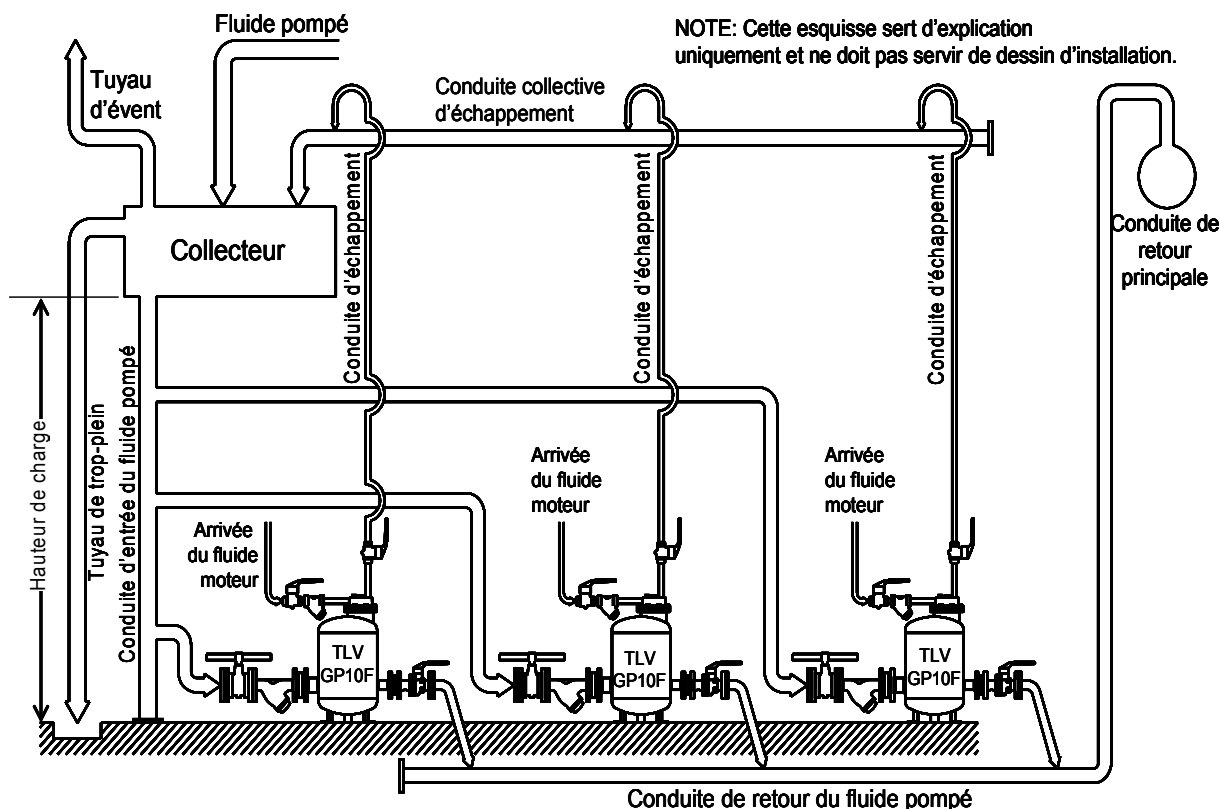 Fluide pompé
NOTE: Cette esquisse sert d'explication
uniquement et ne doit pas servir de dessin d'installation.
Tuyau
d'évent
Conduite collective
d'échappement
Collecteur
Conduite d'échappement
Conduite d'échappement
Conduite d'échappement
Conduite de
retour
principale
Hauteur de charge
Tuyau de trop-plein
Conduite d'entrée du fluide pompé
Arrivée
du fluide
moteur
Arrivée
du fluide
moteur
Arrivée
du fluide
moteur
TLV
GP10F
TLV
GP10F
TLV
GP10F
Conduite de retour du fluide pompé